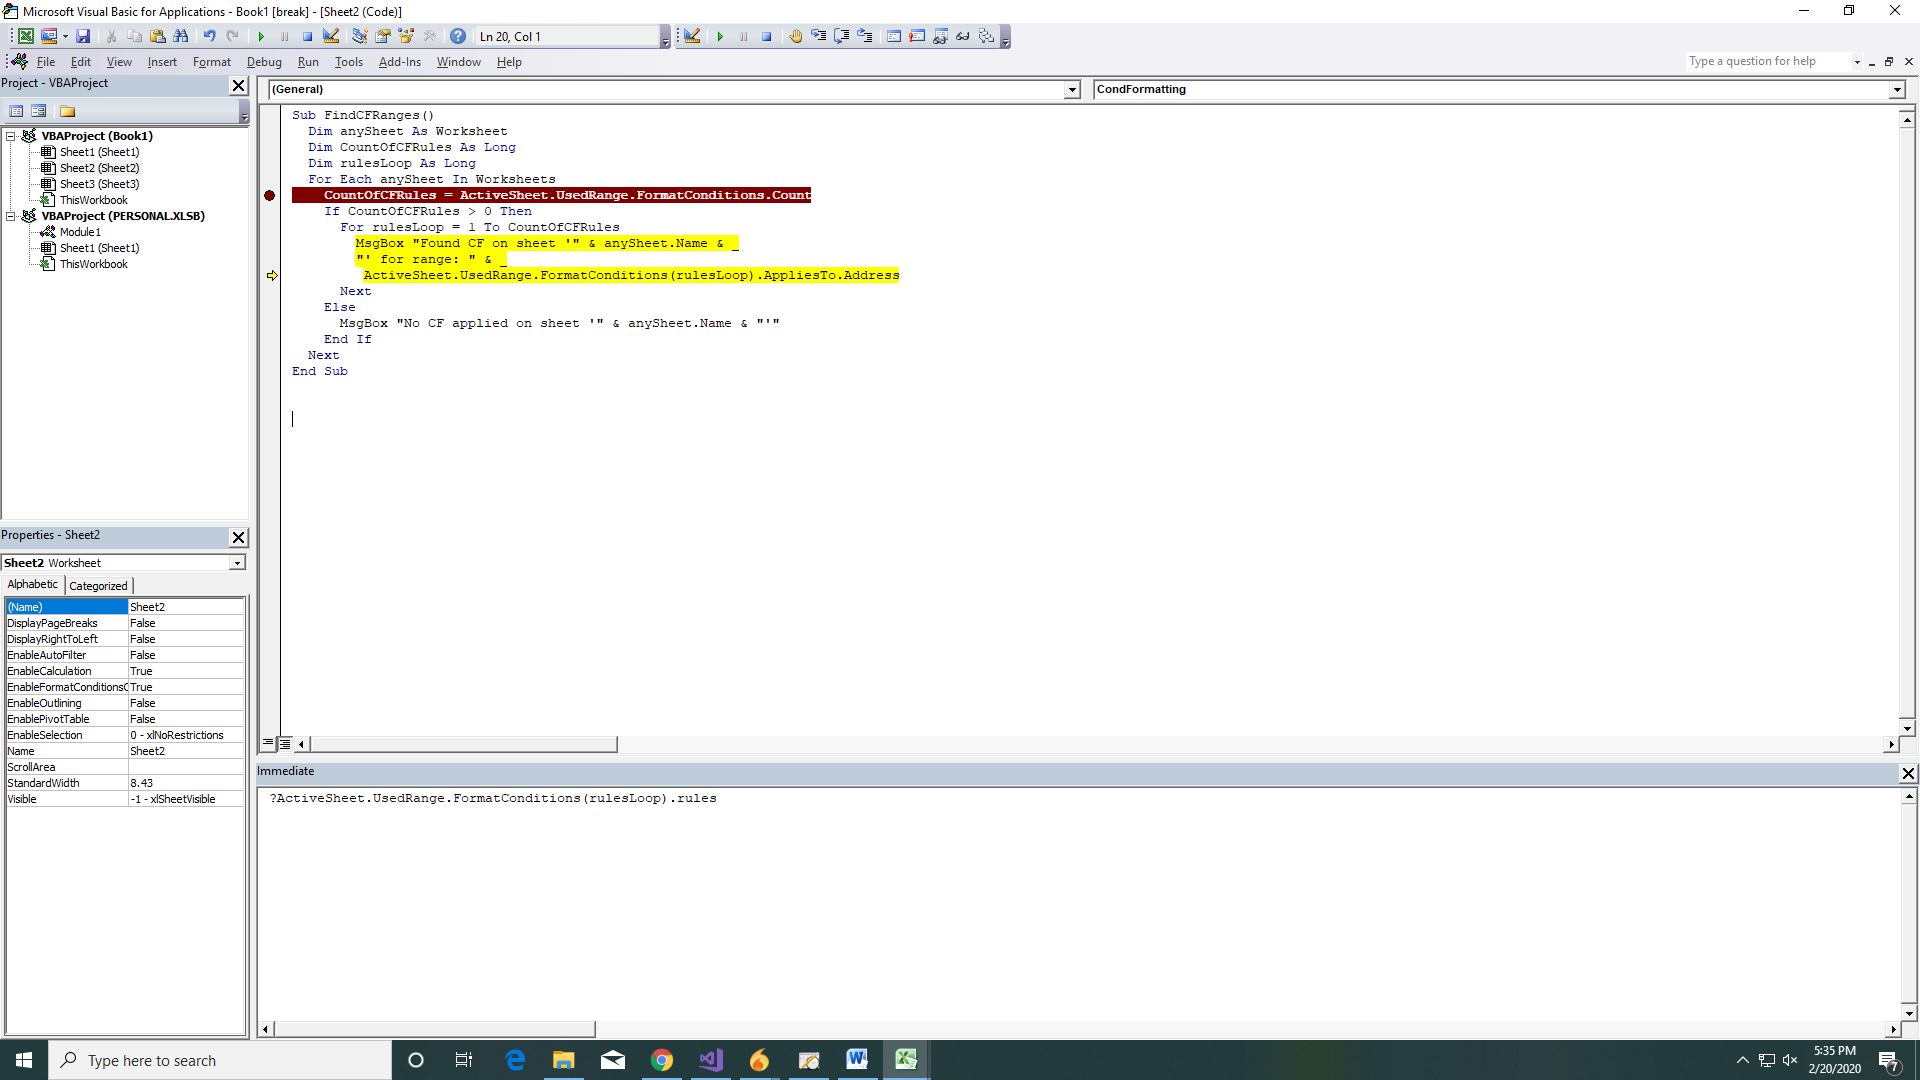 Microsoft Visual Basic for Applications - Book1 [break] - [Sheet2 (Code)]
Ln 20, Col 1
File Edit View Insert Format Debug Run Tools Add-Ins Window Help
Type a question for help
Project - VBAProject
VBAProject (Book1)
Sheet1 (Sheet1)
Sheet2 (Sheet2)
Sheet3 (Sheet3)
ThisWorkbook
VBAProject (PERSONAL.XLSB)
Module1
Sheet1 (Sheet1)
ThisWorkbook
Properties - Sheet2
Sheet2 Worksheet
Alphabetic Categorized
(Name) Sheet2
DisplayPageBreaks False
DisplayRightToLeft False
EnableAutoFilter False
EnableCalculation True
EnableFormatConditionsC True
EnableOutlining False
EnablePivotTable False
EnableSelection 0 - xlNoRestrictions
Name Sheet2
ScrollArea
StandardWidth 8.43
Visible -1 - xlSheetVisible
(General) CondFormatting
Sub FindCFRanges()
Dim anySheet As Worksheet
Dim CountOfCFRules As Long
Dim rulesLoop As Long
For Each anySheet In Worksheets
CountOfCFRules = ActiveSheet.UsedRange.FormatConditions.Count
If CountOfCFRules > 0 Then
For rulesLoop = 1 To CountOfCFRules
MsgBox "Found CF on sheet '" & anySheet.Name & _
"' for range: " & _
ActiveSheet.UsedRange.FormatConditions(rulesLoop).AppliesTo.Address
Next
Else
MsgBox "No CF applied on sheet '" & anySheet.Name & "'"
End If
Next
End Sub
Immediate
?ActiveSheet.UsedRange.FormatConditions(rulesLoop).rules
Type here to search
5:35 PM
2/20/2020
7